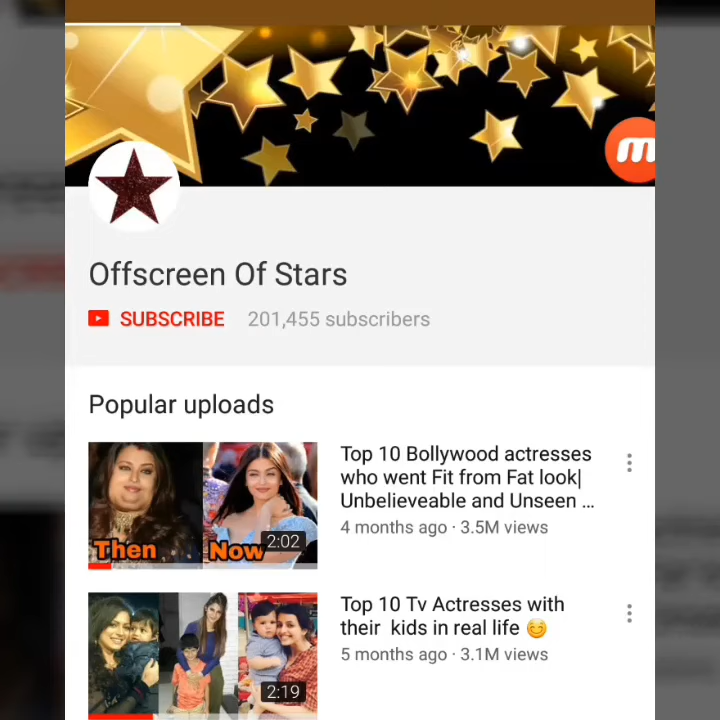 m
Offscreen Of Stars
SUBSCRIBE 201,455 subscribers
Popular uploads
Top 10 Bollywood actresses
who went Fit from Fat look|
Unbelieveable and Unseen ...
4 months ago · 3.5M views
Then Now 2:02
Top 10 Tv Actresses with
their kids in real life 😊
5 months ago · 3.1M views
2:19